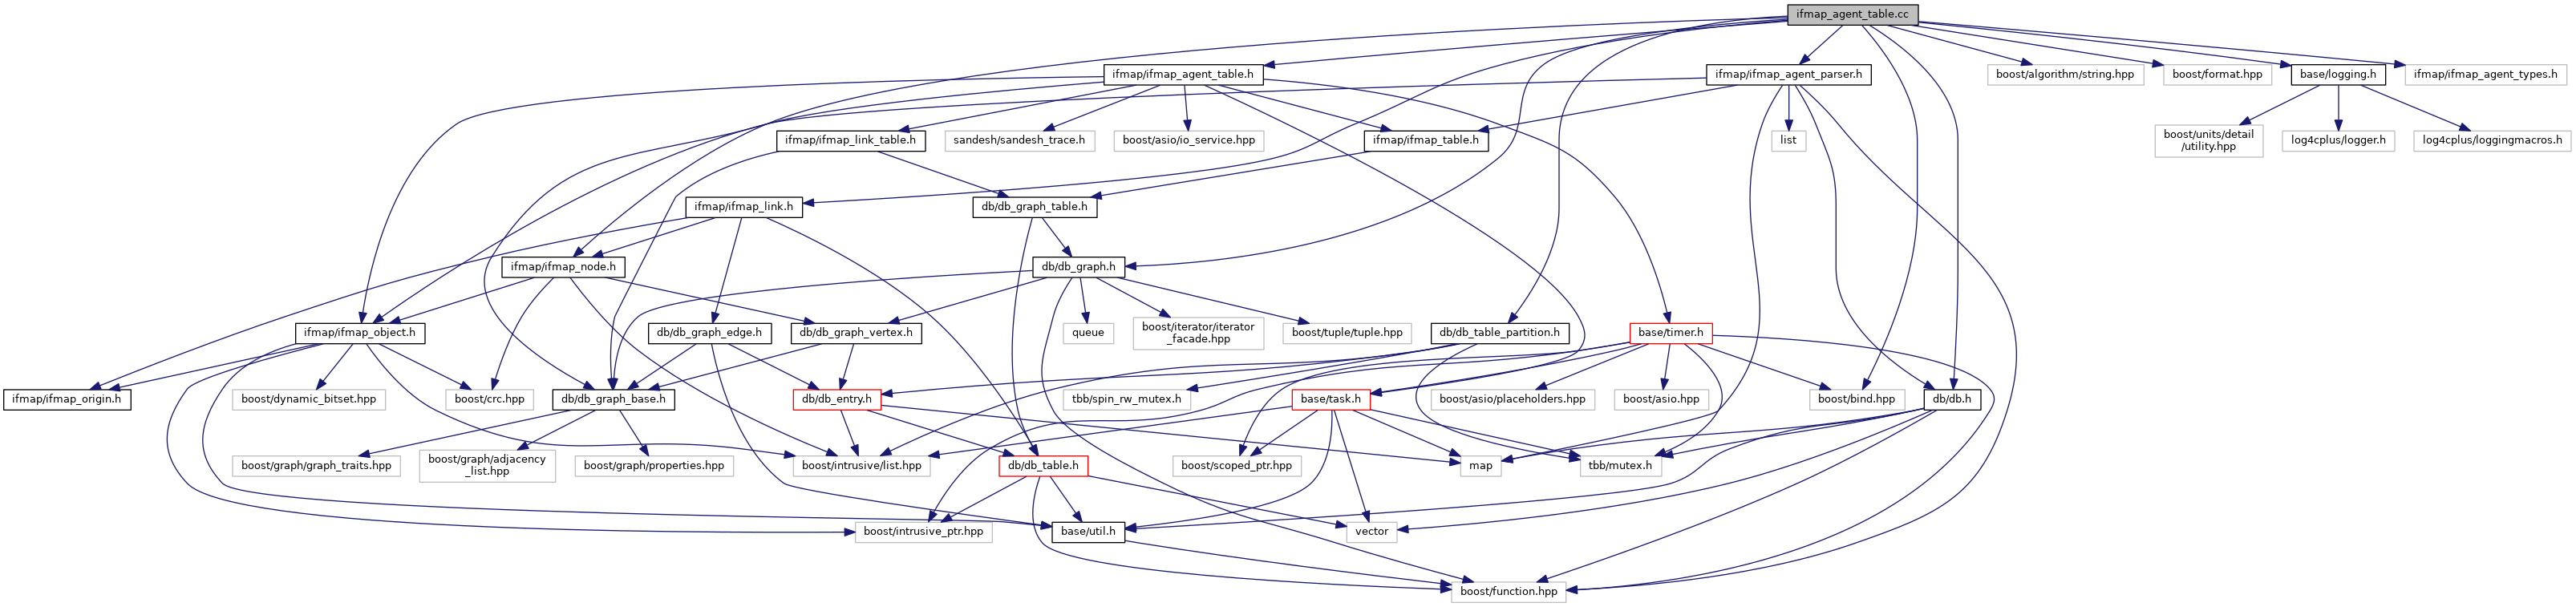 ifmap_agent_table.cc
ifmap/ifmap_agent_table.h
ifmap/ifmap_agent_parser.h
boost/algorithm/string.hpp
boost/format.hpp
base/logging.h
ifmap/ifmap_agent_types.h
ifmap/ifmap_link_table.h
sandesh/sandesh_trace.h
boost/asio/io_service.hpp
ifmap/ifmap_table.h
list
boost/units/detail
/utility.hpp
log4cplus/logger.h
log4cplus/loggingmacros.h
ifmap/ifmap_link.h
db/db_graph_table.h
ifmap/ifmap_node.h
db/db_graph.h
ifmap/ifmap_object.h
db/db_graph_edge.h
db/db_graph_vertex.h
queue
boost/iterator/iterator
_facade.hpp
boost/tuple/tuple.hpp
db/db_table_partition.h
base/timer.h
ifmap/ifmap_origin.h
boost/dynamic_bitset.hpp
boost/crc.hpp
db/db_graph_base.h
db/db_entry.h
tbb/spin_rw_mutex.h
base/task.h
boost/asio/placeholders.hpp
boost/asio.hpp
boost/bind.hpp
db/db.h
boost/graph/graph_traits.hpp
boost/graph/adjacency
_list.hpp
boost/graph/properties.hpp
boost/intrusive/list.hpp
db/db_table.h
boost/scoped_ptr.hpp
map
tbb/mutex.h
boost/intrusive_ptr.hpp
base/util.h
vector
boost/function.hpp